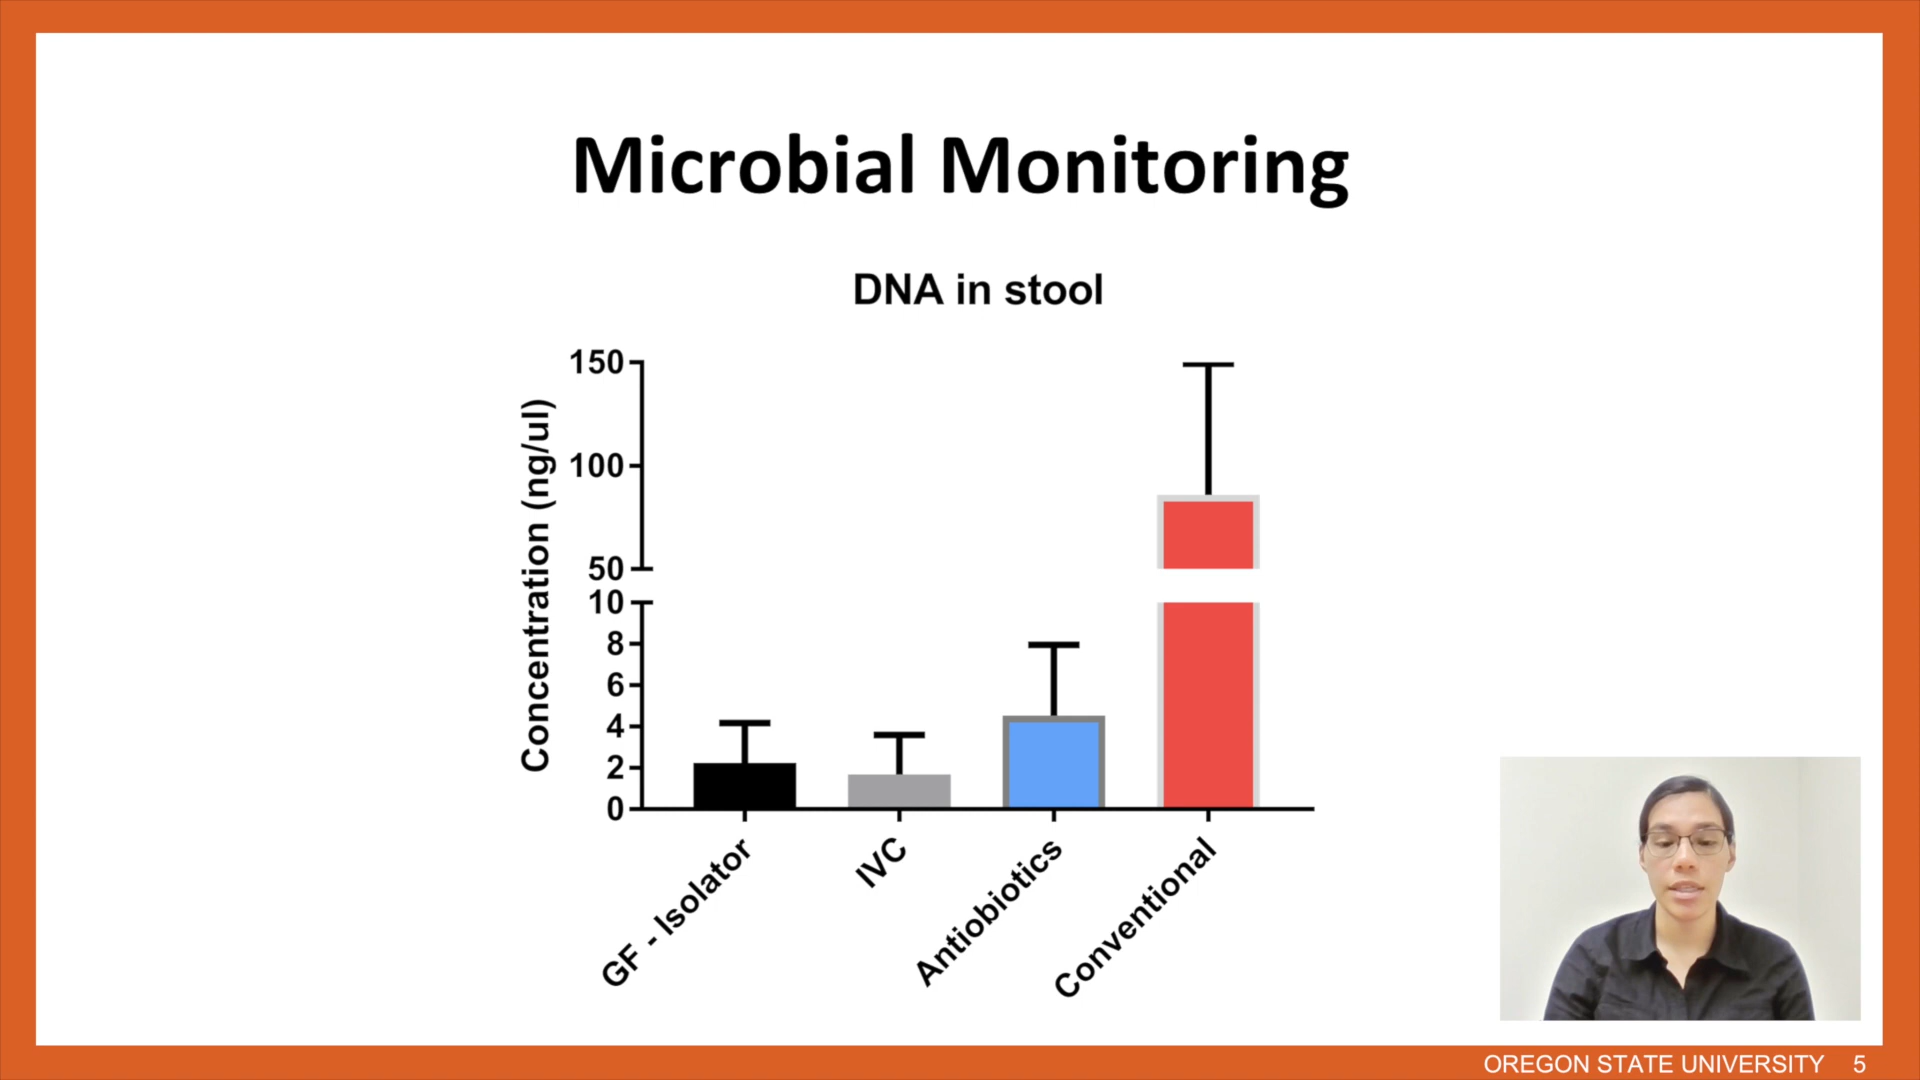 Microbial Monitoring
DNA in stool
Concentration (ng/ul)
150
100
50
10
8
6
4
2
0
GF - Isolator
IVC
Antiobiotics
Conventional
OREGON STATE UNIVERSITY 5